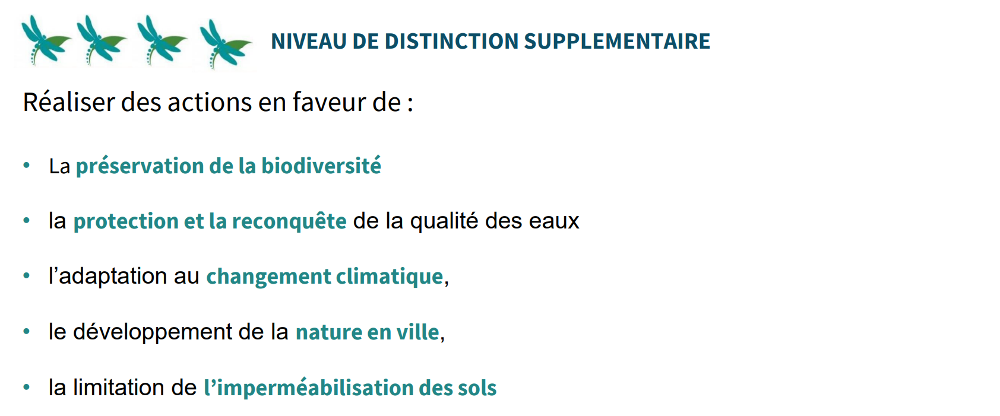 NIVEAU DE DISTINCTION SUPPLEMENTAIRE
Réaliser des actions en faveur de :
• La préservation de la biodiversité
• la protection et la reconquête de la qualité des eaux
• l’adaptation au changement climatique,
• le développement de la nature en ville,
• la limitation de l’imperméabilisation des sols